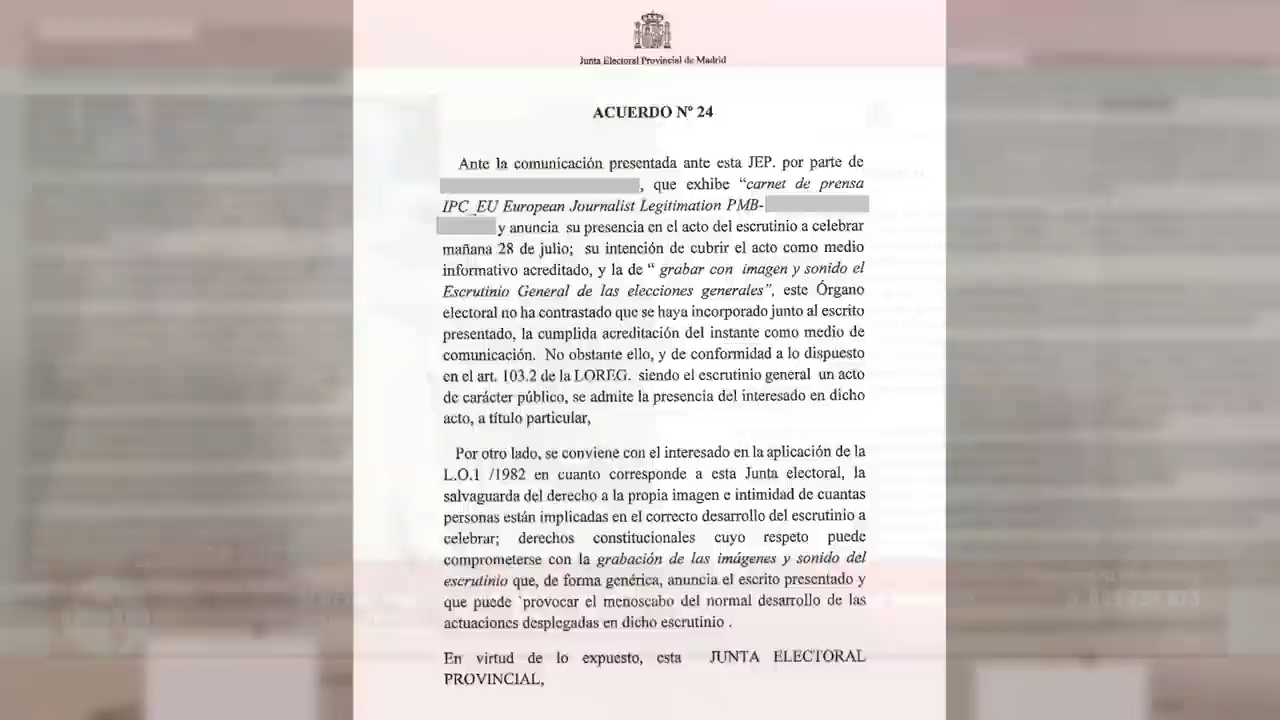 Junta Electoral Provincial de Madrid
ACUERDO Nº 24
Ante la comunicación presentada ante esta JEP. por parte de
, que exhibe “carnet de prensa
IPC_EU European Journalist Legitimation PMB-
y anuncia su presencia en el acto del escrutinio a celebrar
mañana 28 de julio; su intención de cubrir el acto como medio
informativo acreditado, y la de “ grabar con imagen y sonido el
Escrutinio General de las elecciones generales”, este Órgano
electoral no ha contrastado que se haya incorporado junto al escrito
presentado, la cumplida acreditación del instante como medio de
comunicación. No obstante ello, y de conformidad a lo dispuesto
en el art. 103.2 de la LOREG. siendo el escrutinio general un acto
de carácter público, se admite la presencia del interesado en dicho
acto, a título particular,
Por otro lado, se conviene con el interesado en la aplicación de la
L.O.1 /1982 en cuanto corresponde a esta Junta electoral, la
salvaguarda del derecho a la propia imagen e intimidad de cuantas
personas están implicadas en el correcto desarrollo del escrutinio a
celebrar; derechos constitucionales cuyo respeto puede
comprometerse con la grabación de las imágenes y sonido del
escrutinio que, de forma genérica, anuncia el escrito presentado y
que puede `provocar el menoscabo del normal desarrollo de las
actuaciones desplegadas en dicho escrutinio .
En virtud de lo expuesto, esta JUNTA ELECTORAL
PROVINCIAL,